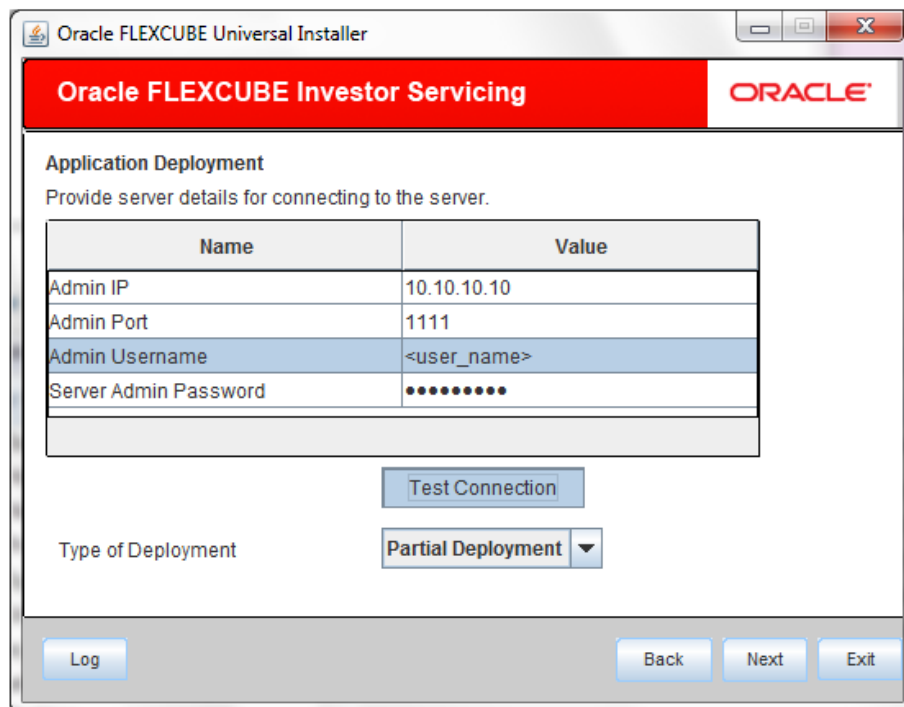 Oracle FLEXCUBE Universal Installer
Oracle FLEXCUBE Investor Servicing
ORACLE
Application Deployment
Provide server details for connecting to the server.
Name Value
Admin IP 10.10.10.10
Admin Port 1111
Admin Username <user_name>
Server Admin Password •••••••••
Test Connection
Type of Deployment Partial Deployment
Log Back Next Exit